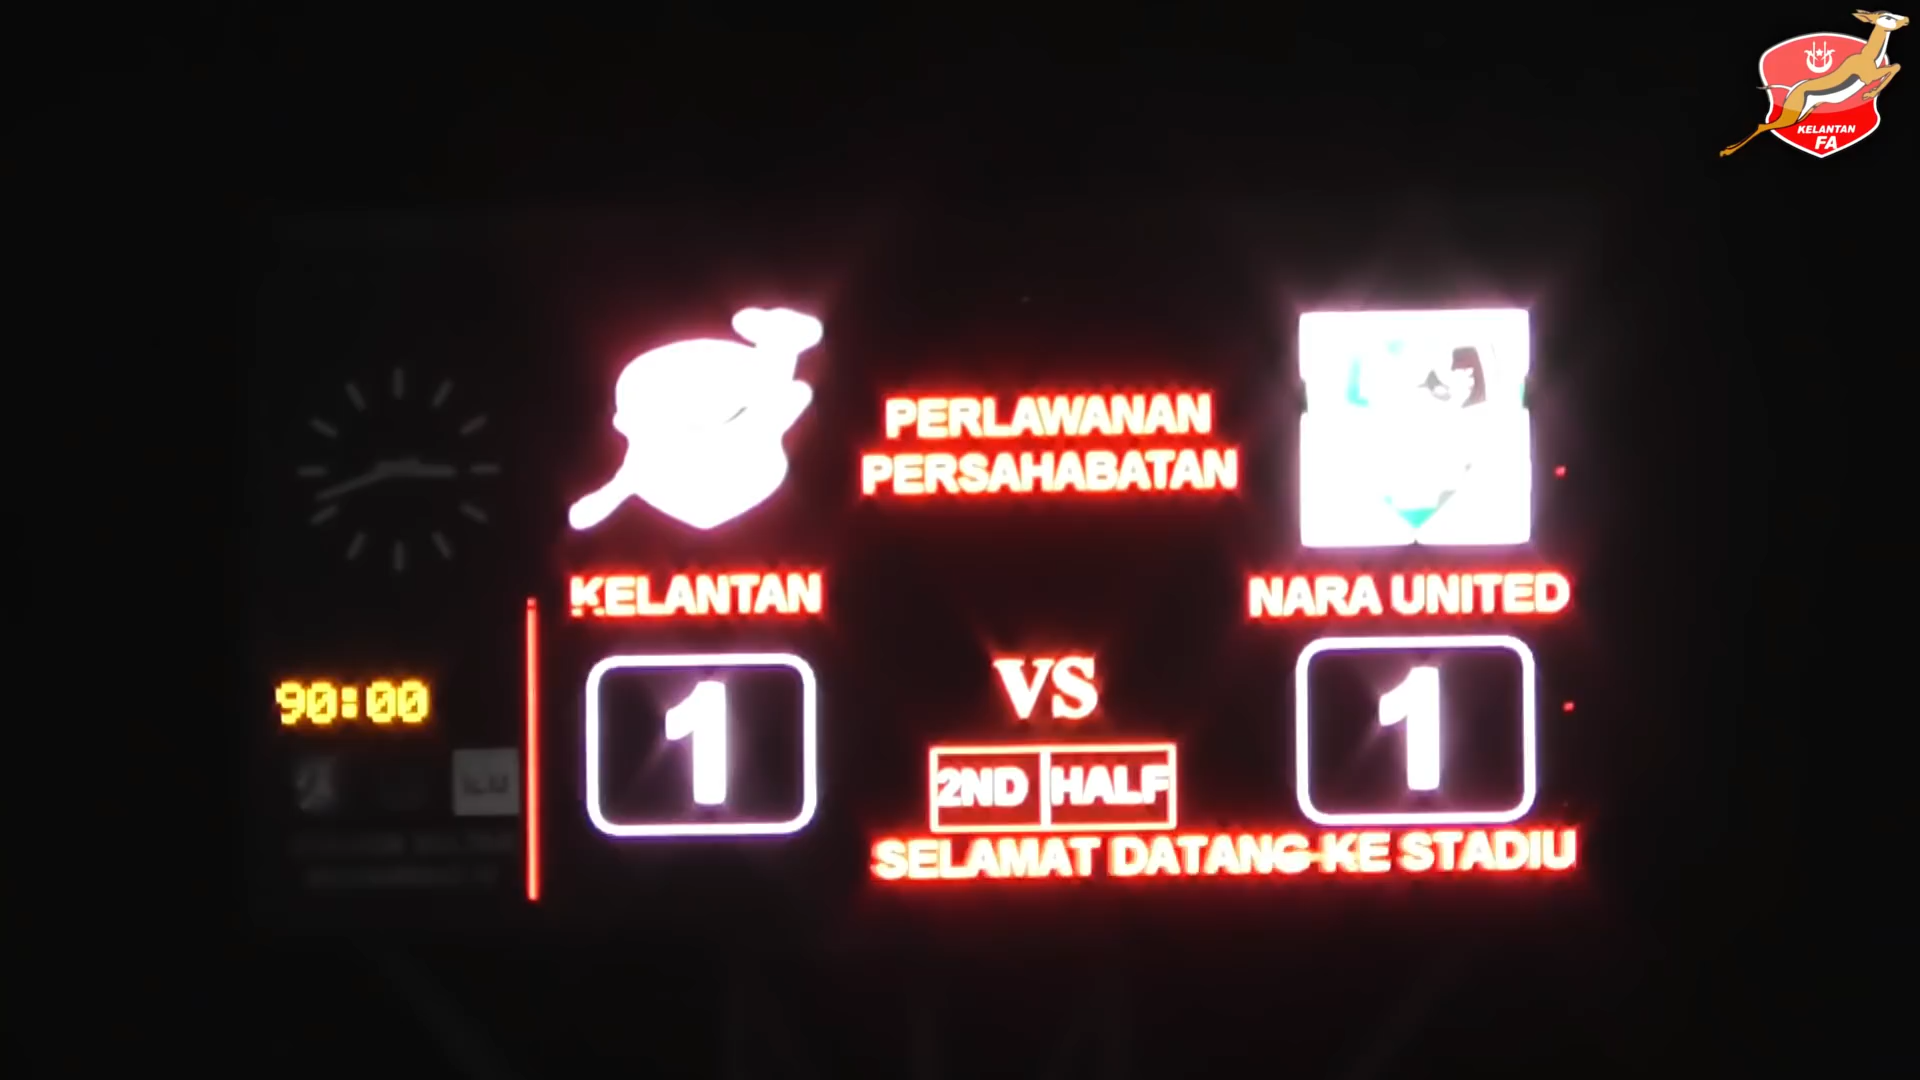 KELANTAN
FA
PERLAWANAN
PERSAHABATAN
KELANTAN
NARA UNITED
90:00
1
VS
1
2ND HALF
SELAMAT DATANG KE STADIU